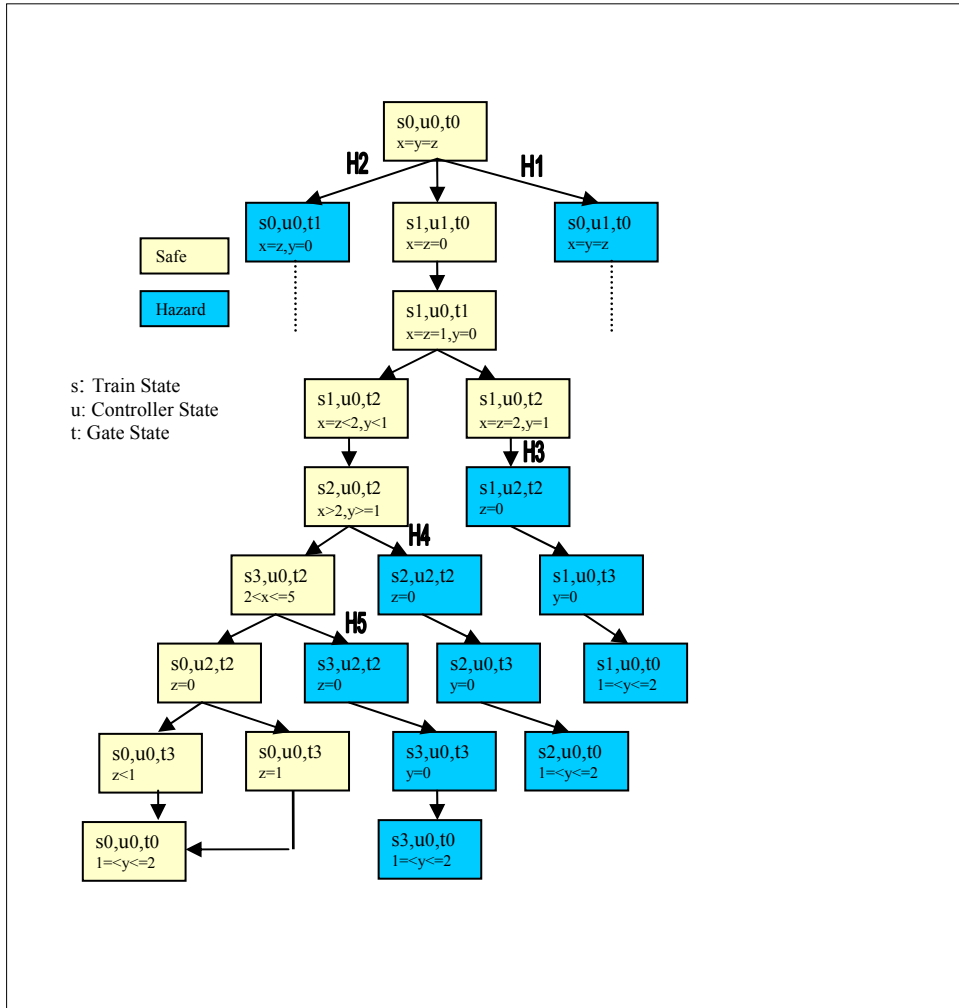 s0,u0,t0
x=y=z
H2
H1
s0,u0,t1
x=z,y=0
s1,u1,t0
x=z=0
s0,u1,t0
x=y=z
Safe
Hazard
s1,u0,t1
x=z=1,y=0
s: Train State
u: Controller State
t: Gate State
s1,u0,t2
x=z<2,y<1
s1,u0,t2
x=z=2,y=1
H3
s2,u0,t2
x>2,y>=1
s1,u2,t2
z=0
H4
s3,u0,t2
2<x<=5
s2,u2,t2
z=0
s1,u0,t3
y=0
H5
s0,u2,t2
z=0
s3,u2,t2
z=0
s2,u0,t3
y=0
s1,u0,t0
1=<y<=2
s0,u0,t3
z<1
s0,u0,t3
z=1
s3,u0,t3
y=0
s2,u0,t0
1=<y<=2
s0,u0,t0
1=<y<=2
s3,u0,t0
1=<y<=2